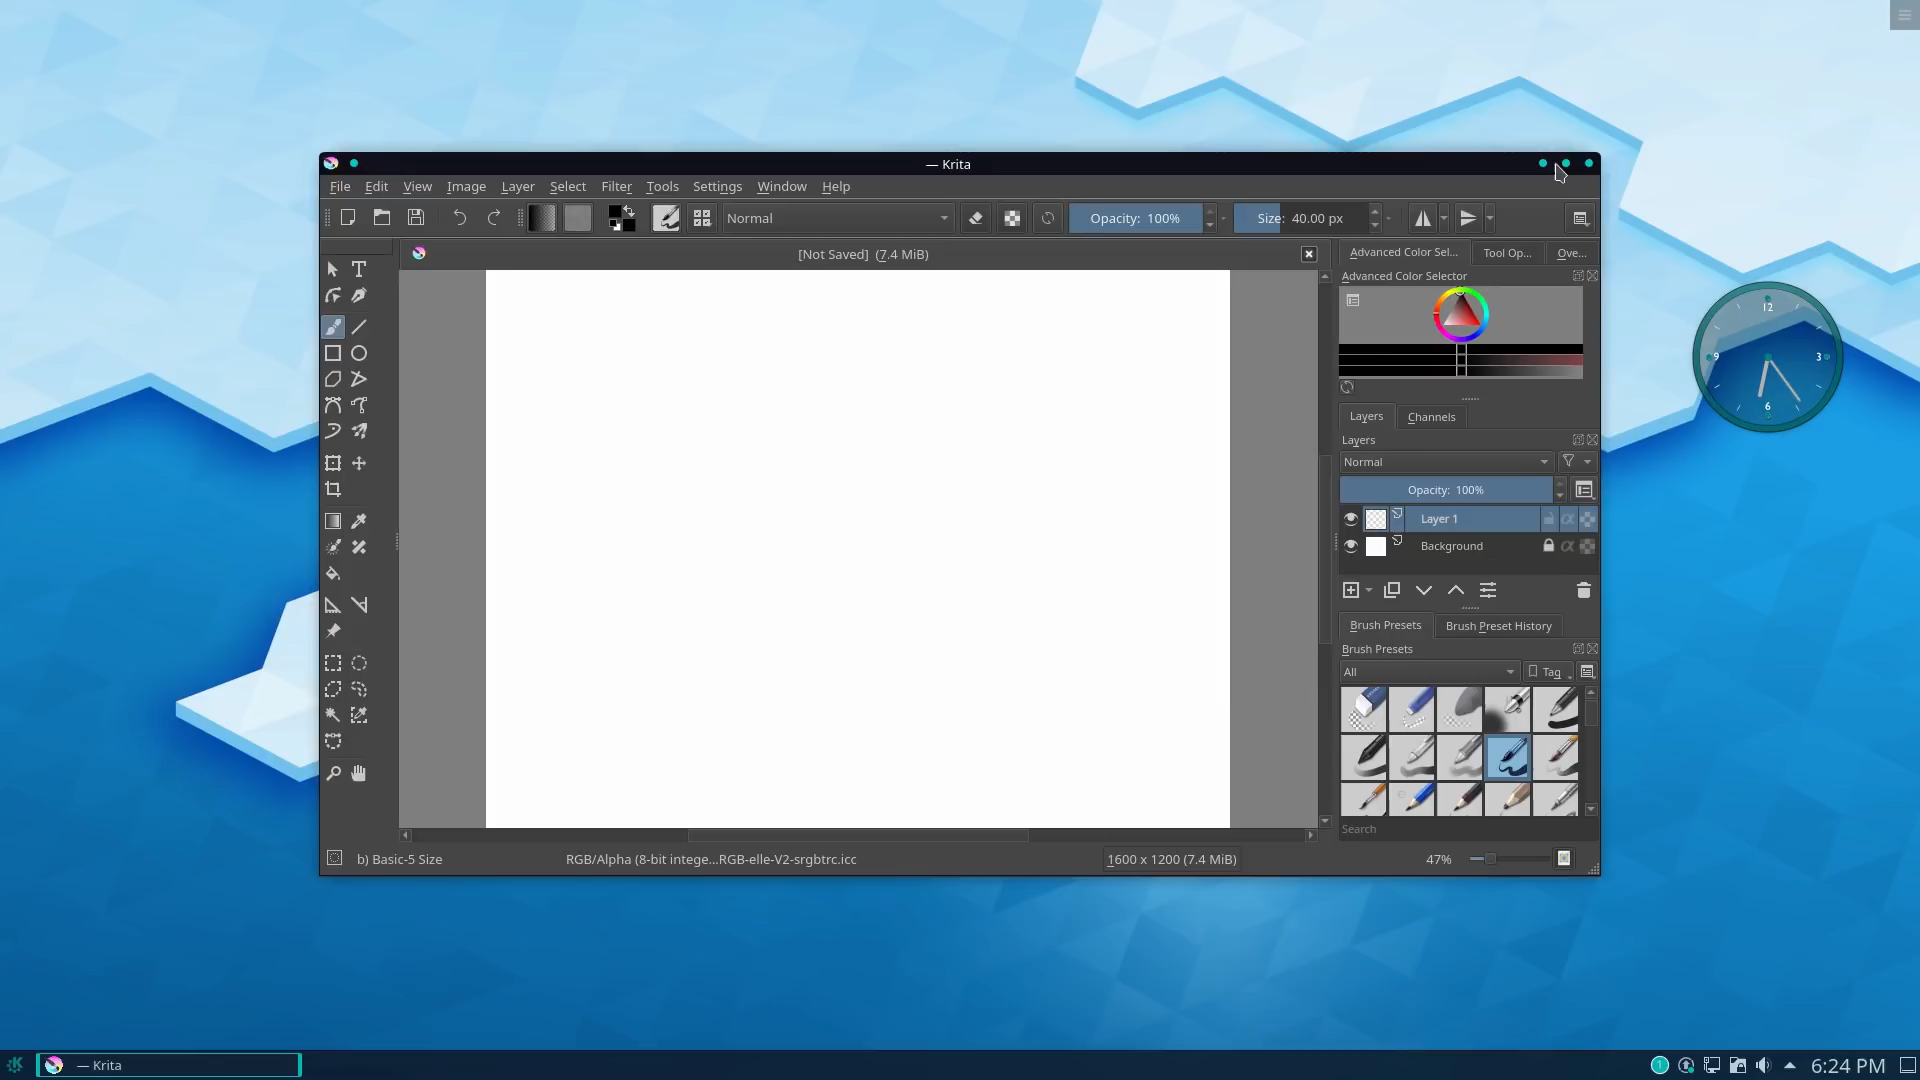 — Krita
File Edit View Image Layer Select Filter Tools Settings Window Help
Normal Opacity: 100% Size: 40.00 px
[Not Saved] (7.4 MiB)
Advanced Color Sel... Tool Op... Ove...
Advanced Color Selector
12
9 3
6
Layers Channels
Layers
Normal
Opacity: 100%
Layer 1
Background
Brush Presets Brush Preset History
Brush Presets
All Tag
Search
b) Basic-5 Size RGB/Alpha (8-bit intege...RGB-elle-V2-srgbtrc.icc 1600 x 1200 (7.4 MiB) 47%
— Krita 1 6:24 PM